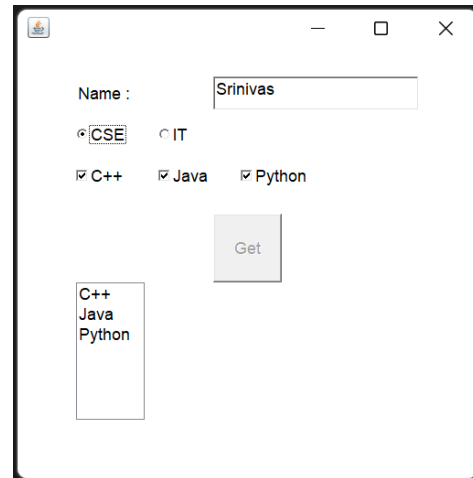 Name : Srinivas
CSE IT
C++ Java Python
Get
C++
Java
Python